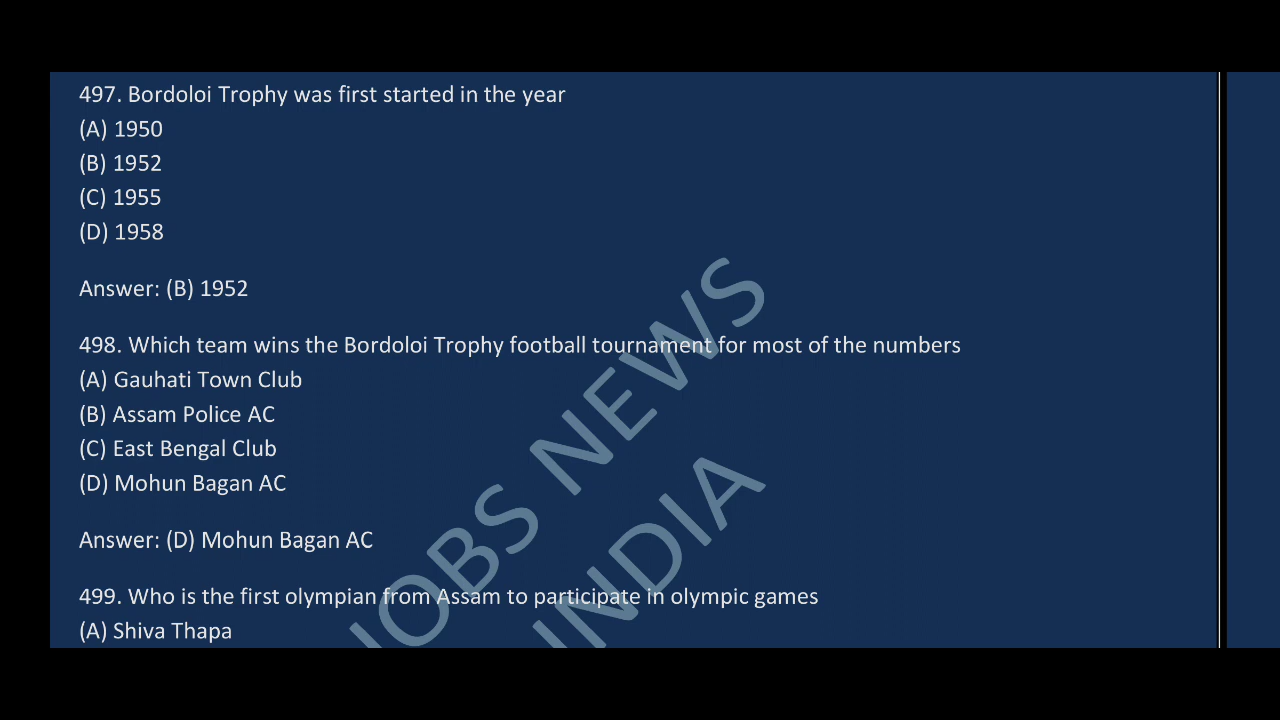 497. Bordoloi Trophy was first started in the year
(A) 1950
(B) 1952
(C) 1955
(D) 1958
Answer: (B) 1952
498. Which team wins the Bordoloi Trophy football tournament for most of the numbers
(A) Gauhati Town Club
(B) Assam Police AC
(C) East Bengal Club
(D) Mohun Bagan AC
Answer: (D) Mohun Bagan AC
499. Who is the first olympian from Assam to participate in olympic games
(A) Shiva Thapa
JOBS NEWS
INDIA